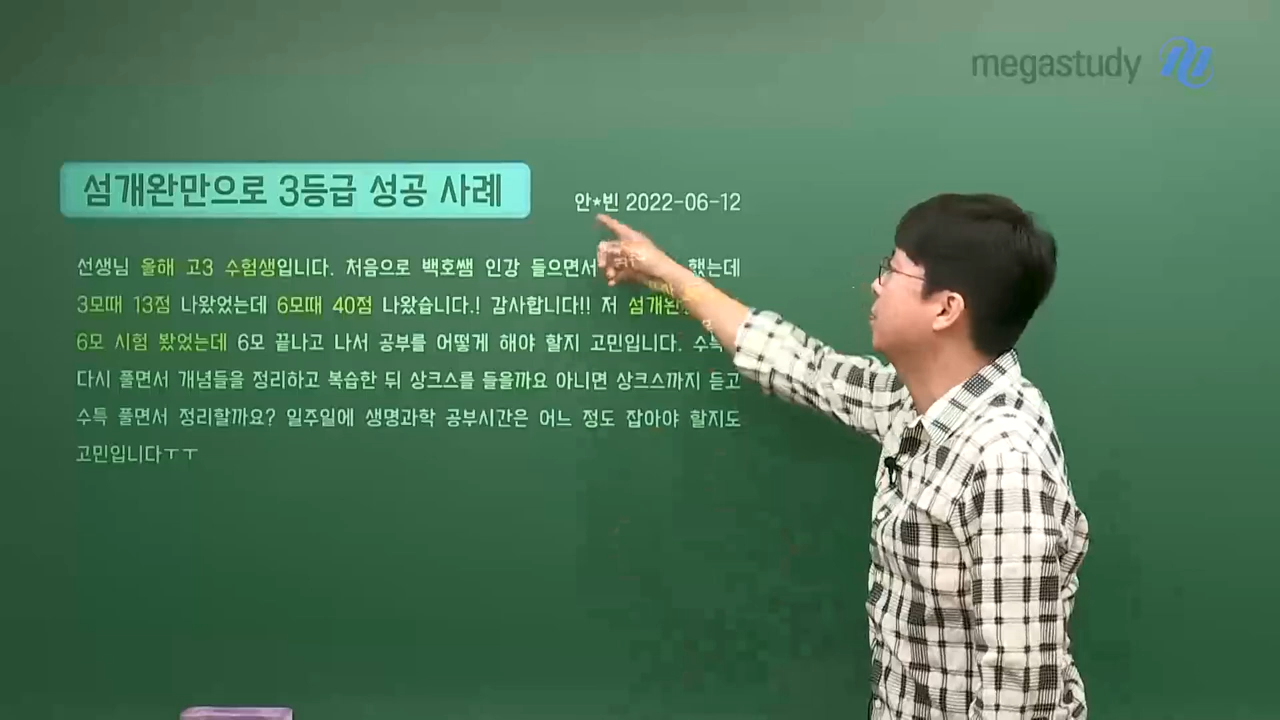 megastudy
섬개완만으로 3등급 성공 사례
안*빈 2022-06-12
선생님 올해 고3 수험생입니다. 처음으로 백호쌤 인강 들으면서 했는데
3모때 13점 나왔었는데 6모때 40점 나왔습니다.! 감사합니다!! 저 섬개완
6모 시험 봤었는데 6모 끝나고 나서 공부를 어떻게 해야 할지 고민입니다.
다시 풀면서 개념들을 정리하고 복습한 뒤 상크스를 들을까요 아니면 상크스까지 듣고
수특 풀면서 정리할까요? 일주일에 생명과학 공부시간은 어느 정도 잡아야 할지도
고민입니다ㅜㅜ